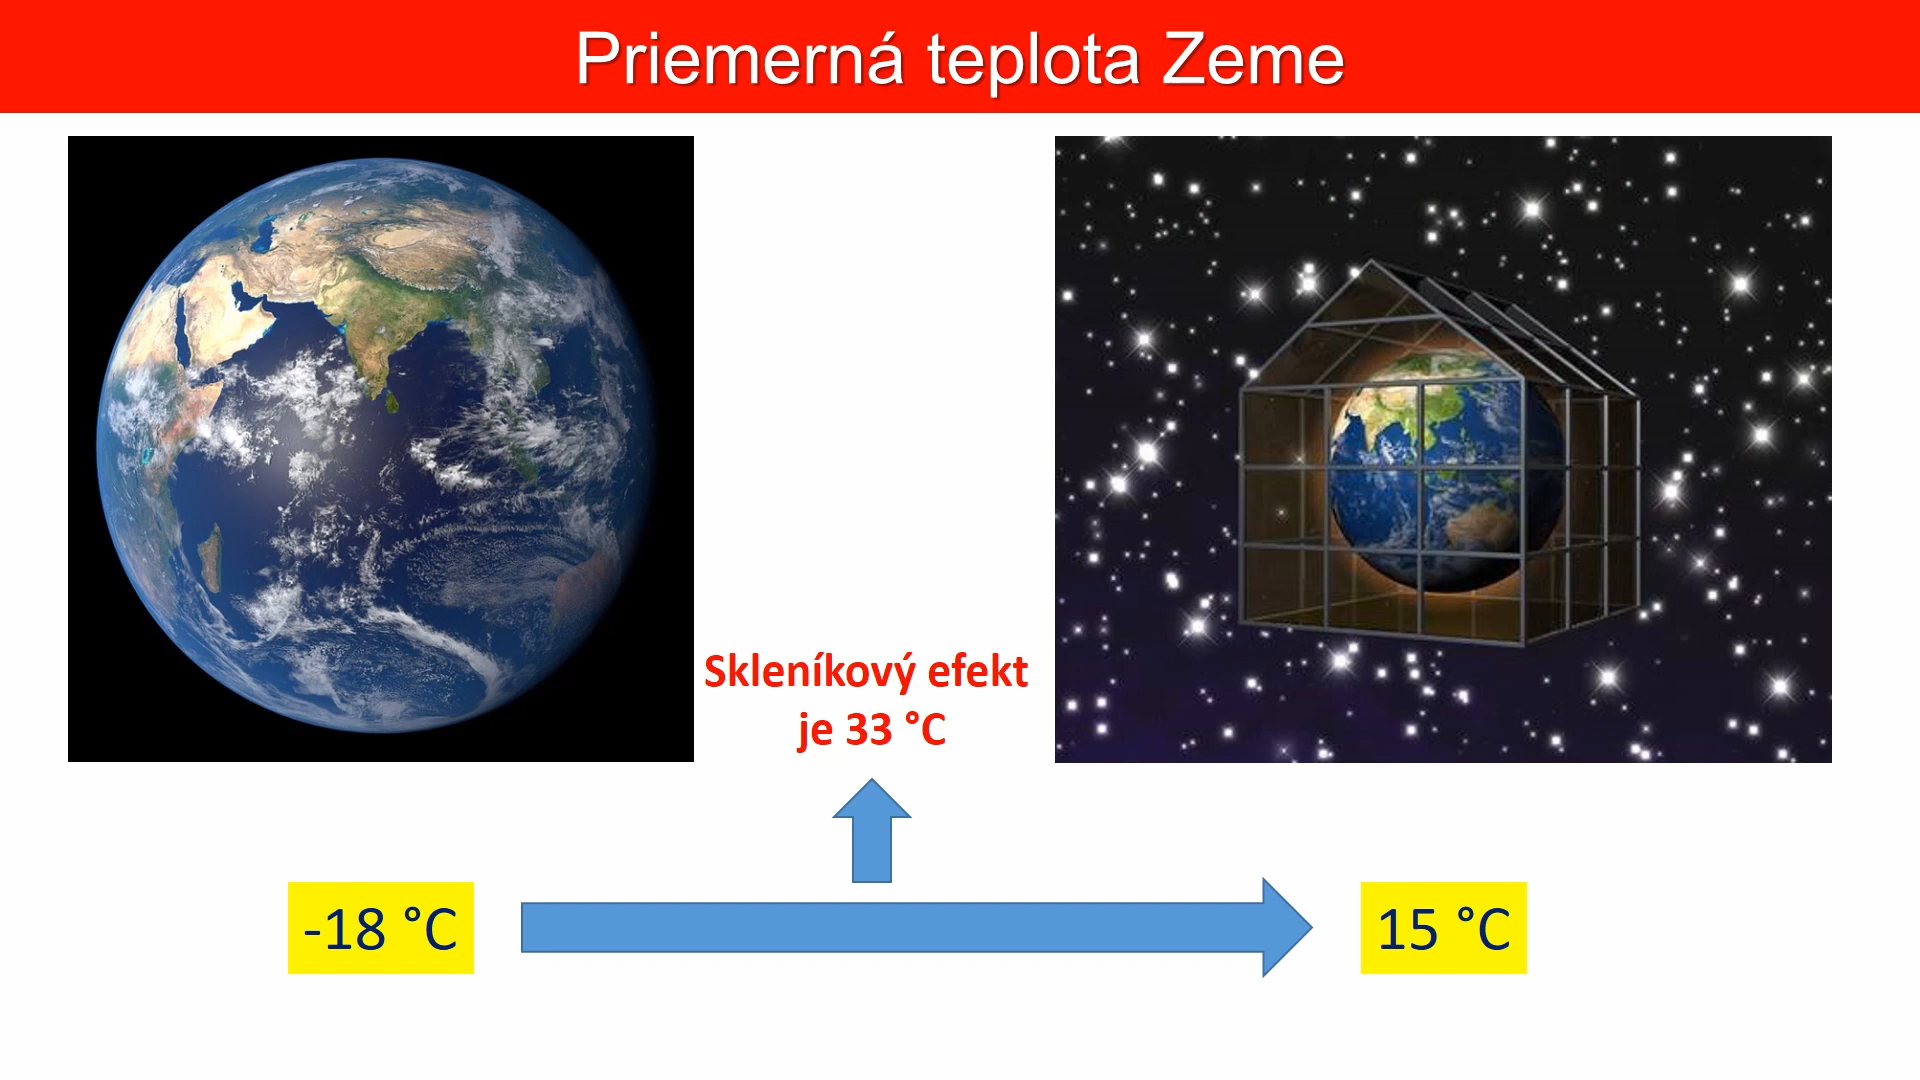 Priemerná teplota Zeme
Skleníkový efekt
je 33 °C
-18 °C
15 °C